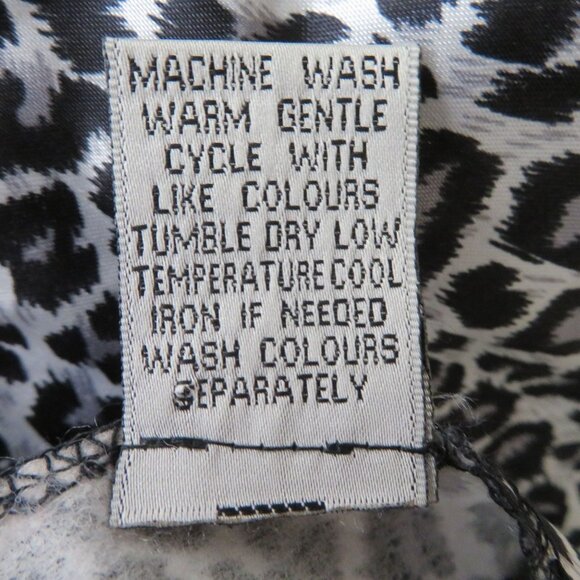 MACHINE WASH
WARM GENTLE
CYCLE WITH
LIKE COLOURS
TUMBLE DRY LOW
TEMPERATURE COOL
IRON IF NEEDED
WASH COLOURS
SEPARATELY